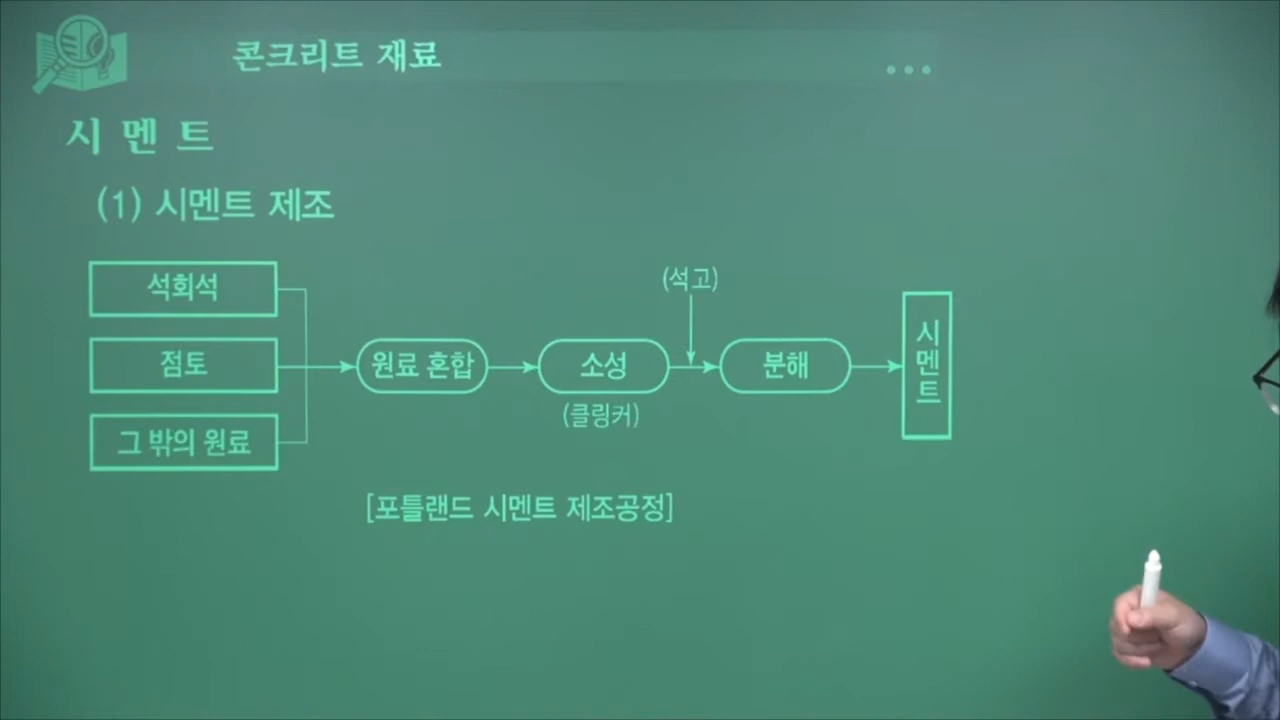 콘크리트 재료
시 멘 트
(1) 시멘트 제조
석회석
점토
그 밖의 원료
원료 혼합
소성
(클링커)
(석고)
분해
시멘트
[포틀랜드 시멘트 제조공정]